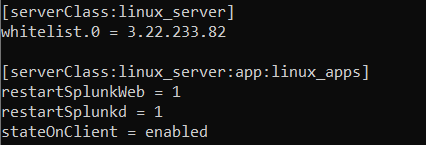 [serverClass:linux_server]
whitelist.0 = 3.22.233.82
[serverClass:linux_server:app:linux_apps]
restartSplunkWeb = 1
restartSplunkd = 1
stateOnClient = enabled